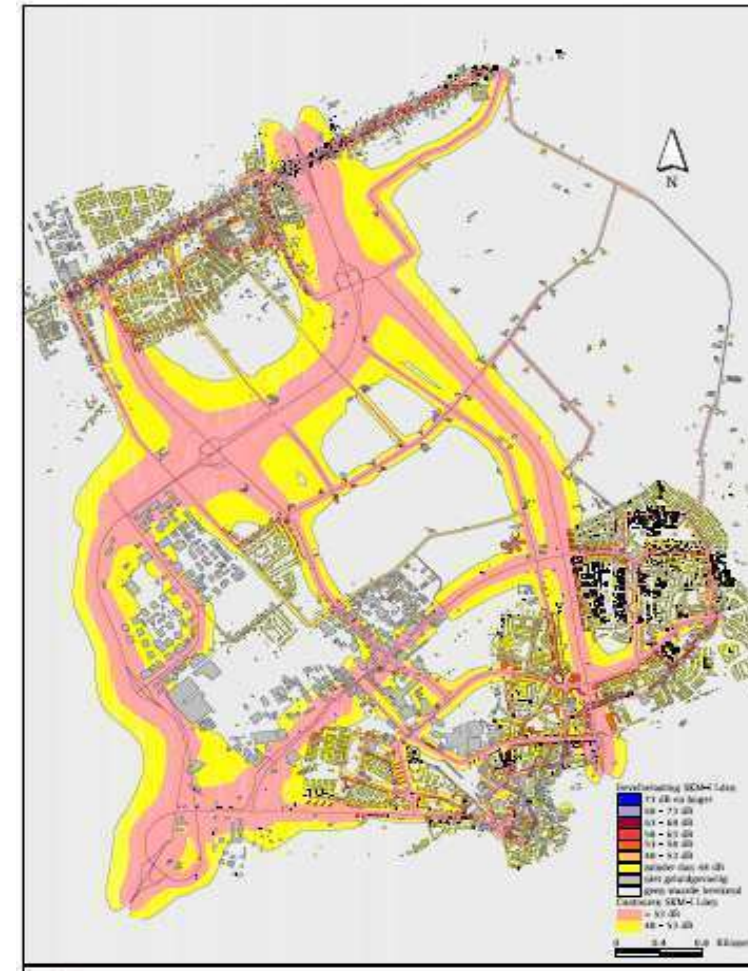 N
Gevelbelasting SKM-I Lden
73 dB en hoger
68 - 73 dB
63 - 68 dB
58 - 63 dB
53 - 58 dB
48 - 53 dB
minder dan 48 dB
niet geluidgevoelig
geen waarde berekend
Contouren SKM-I Lden
> 53 dB
48 - 53 dB
0 0.4 0.8